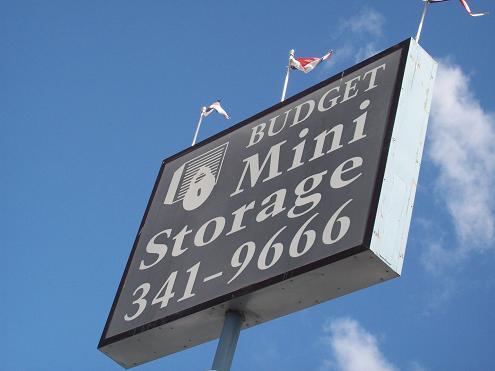 BUDGET
Mini
Storage
341-9666